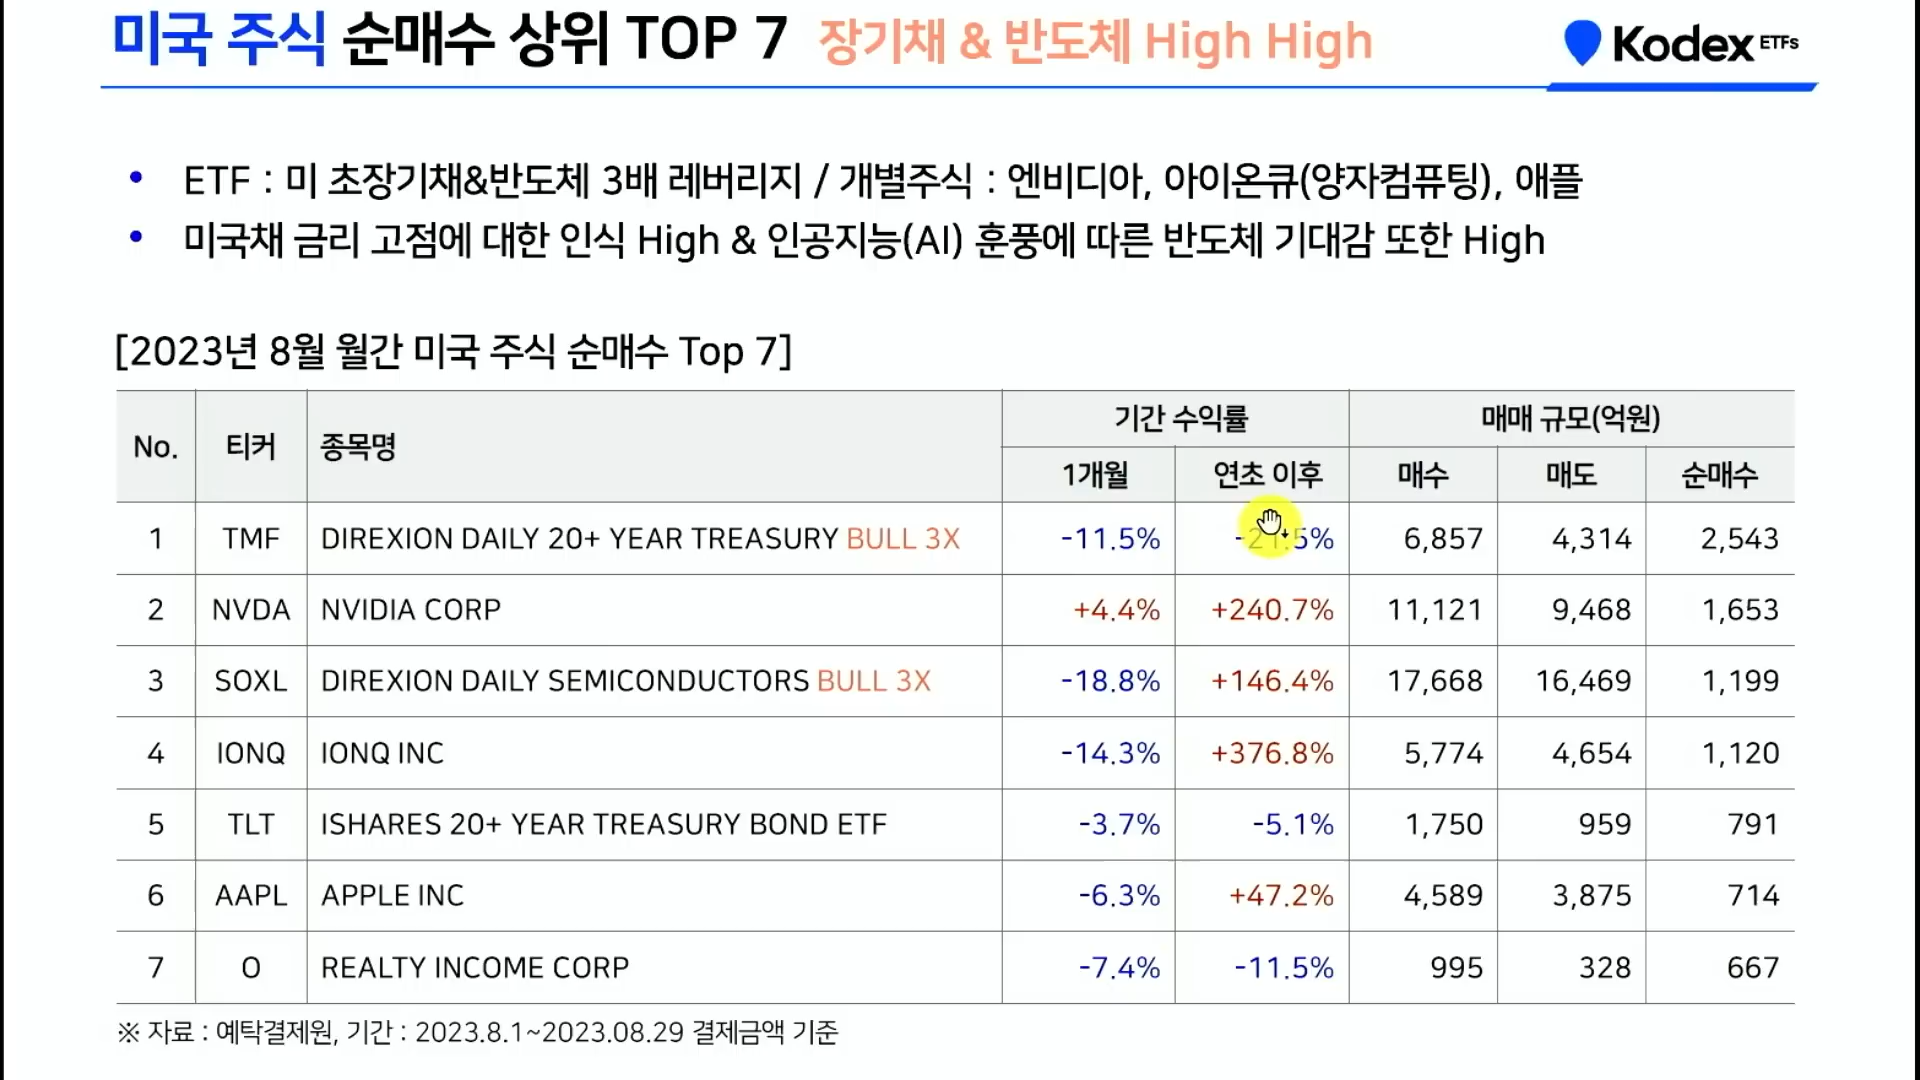 미국 주식 순매수 상위 TOP 7 장기채 & 반도체 High High
Kodex ETFs
• ETF : 미 초장기채&반도체 3배 레버리지 / 개별주식 : 엔비디아, 아이온큐(양자컴퓨팅), 애플
• 미국채 금리 고점에 대한 인식 High & 인공지능(AI) 훈풍에 따른 반도체 기대감 또한 High
[2023년 8월 월간 미국 주식 순매수 Top 7]
No. 티커 종목명 기간 수익률 매매 규모(억원)
1개월 연초 이후 매수 매도 순매수
1 TMF DIREXION DAILY 20+ YEAR TREASURY BULL 3X -11.5% -21.5% 6,857 4,314 2,543
2 NVDA NVIDIA CORP +4.4% +240.7% 11,121 9,468 1,653
3 SOXL DIREXION DAILY SEMICONDUCTORS BULL 3X -18.8% +146.4% 17,668 16,469 1,199
4 IONQ IONQ INC -14.3% +376.8% 5,774 4,654 1,120
5 TLT ISHARES 20+ YEAR TREASURY BOND ETF -3.7% -5.1% 1,750 959 791
6 AAPL APPLE INC -6.3% +47.2% 4,589 3,875 714
7 O REALTY INCOME CORP -7.4% -11.5% 995 328 667
※ 자료 : 예탁결제원, 기간 : 2023.8.1~2023.08.29 결제금액 기준